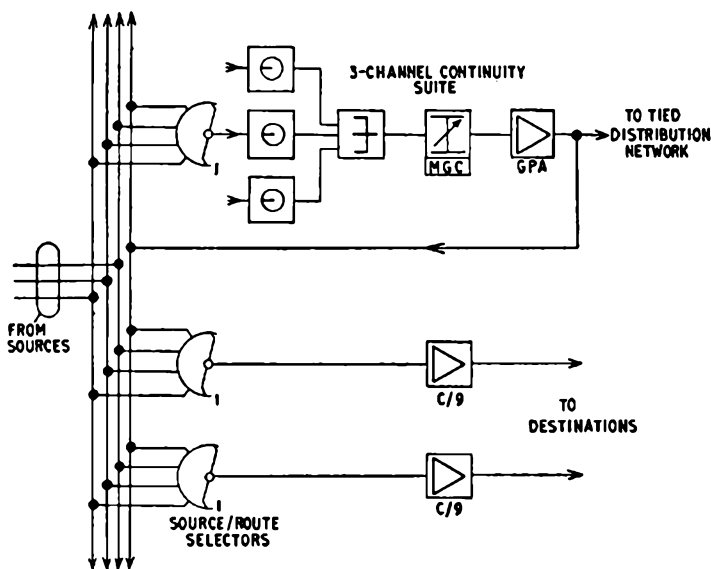 3-CHANNEL CONTINUITY
SUITE
TO TIED
DISTRIBUTION
NETWORK
1
MGC
GPA
FROM
SOURCES
1
C/9
TO
DESTINATIONS
1
C/9
SOURCE/ROUTE
SELECTORS